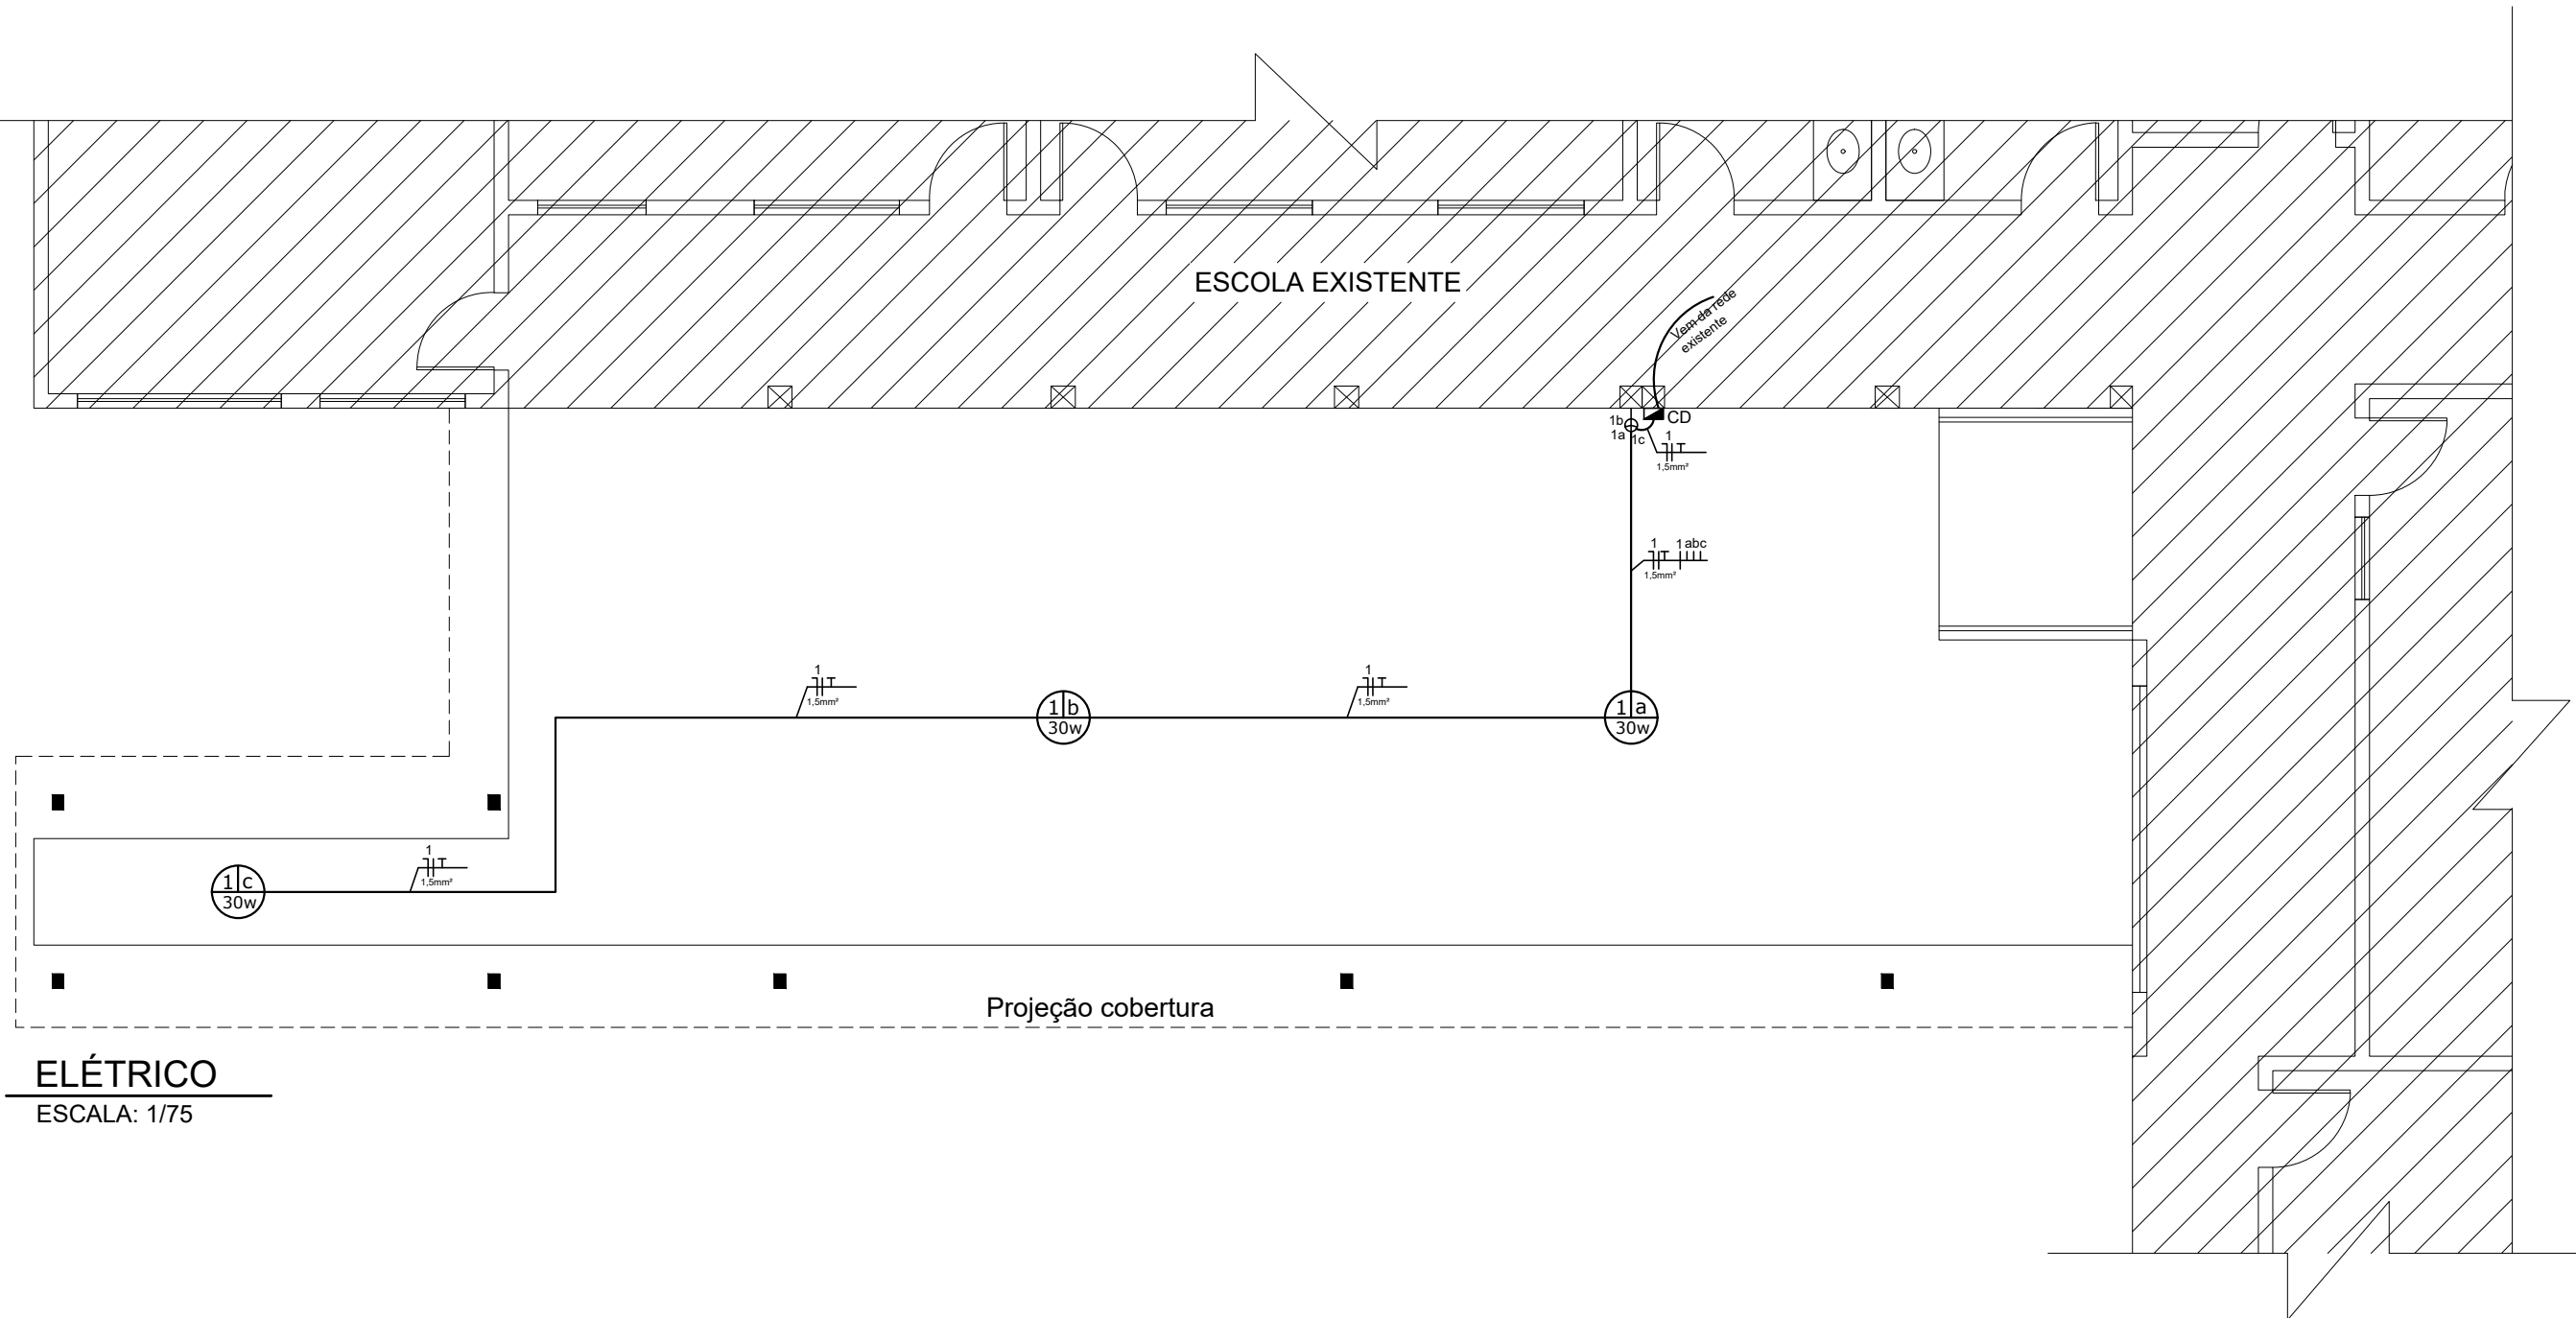 ESCOLA EXISTENTE
Vem da rede
existente
CD
1b
1a
1c
1
1,5mm²
1 1abc
1,5mm²
1
1,5mm²
1
1,5mm²
1 b
30w
1 a
30w
1
1,5mm²
1 c
30w
Projeção cobertura
ELÉTRICO
ESCALA: 1/75